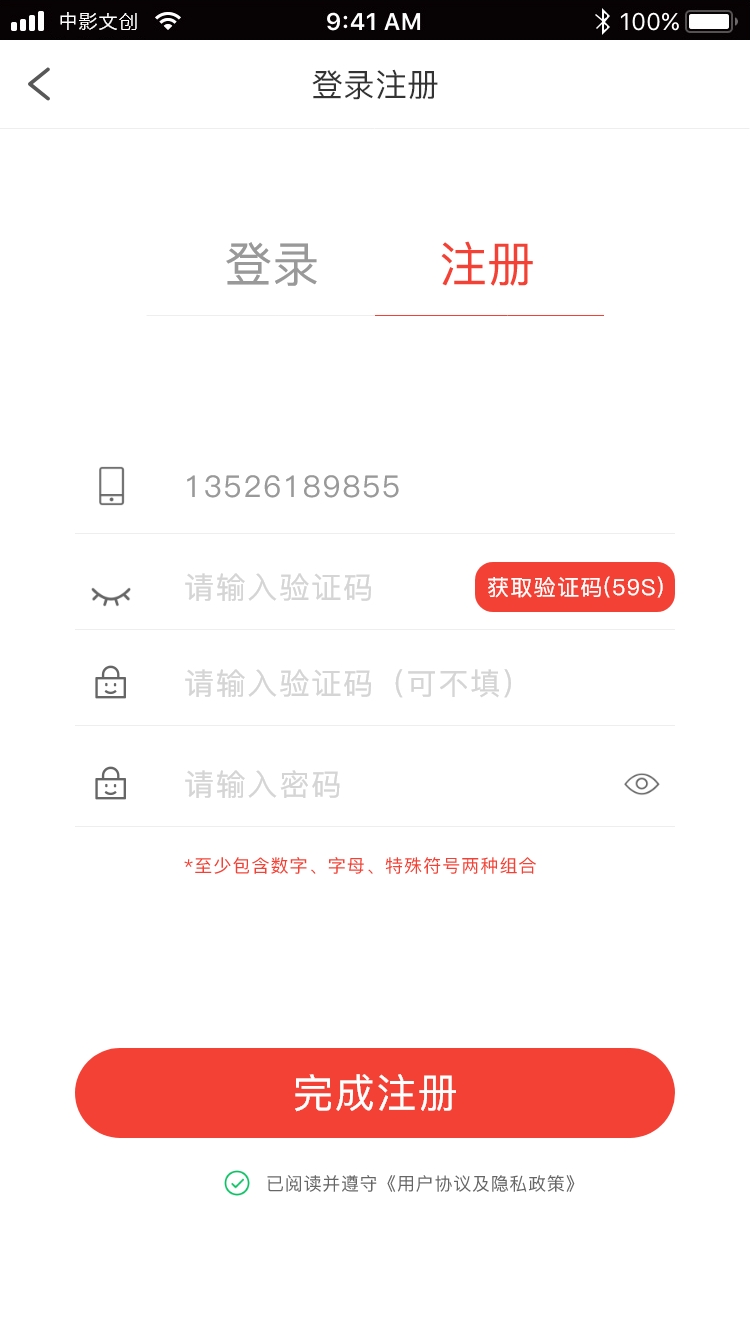 中影文创 9:41 AM 100%
登录注册
登录 注册
13526189855
请输入验证码 获取验证码(59S)
请输入验证码（可不填）
请输入密码
*至少包含数字、字母、特殊符号两种组合
完成注册
已阅读并遵守《用户协议及隐私政策》